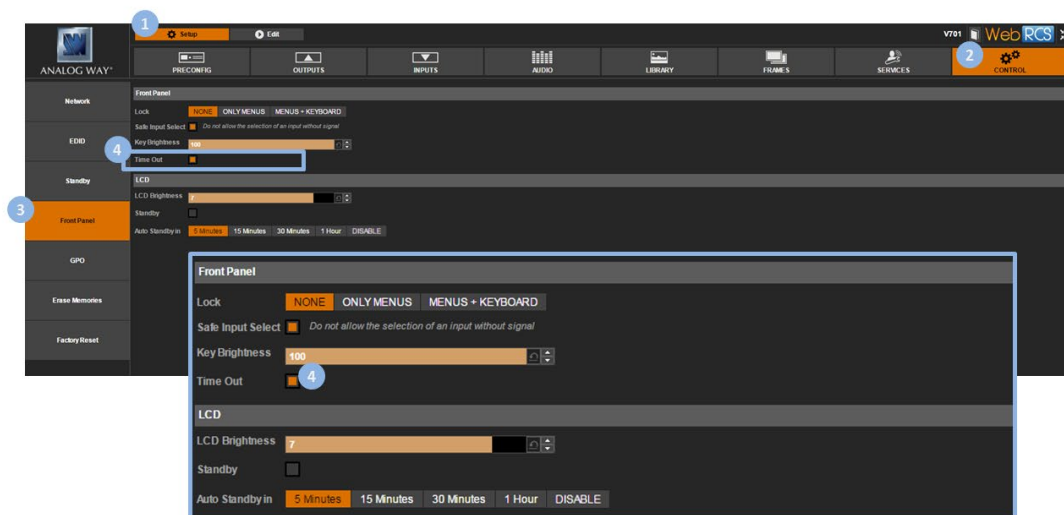 1
Setup
Edit
V701
Web RCS
ANALOG WAY®
PRECONFIG
OUTPUTS
INPUTS
AUDIO
LIBRARY
FRAMES
SERVICES
2
CONTROL
Network
EDID
Standby
3
Front Panel
GPO
Erase Memories
Factory Reset
Front Panel
Lock NONE ONLY MENUS MENUS + KEYBOARD
Safe Input Select Do not allow the selection of an input without signal
Key Brightness 100
4
Time Out
LCD
LCD Brightness 7
Standby
Auto Standby in 5 Minutes 15 Minutes 30 Minutes 1 Hour DISABLE
Front Panel
Lock NONE ONLY MENUS MENUS + KEYBOARD
Safe Input Select Do not allow the selection of an input without signal
Key Brightness 100
Time Out 4
LCD
LCD Brightness 7
Standby
Auto Standby in 5 Minutes 15 Minutes 30 Minutes 1 Hour DISABLE